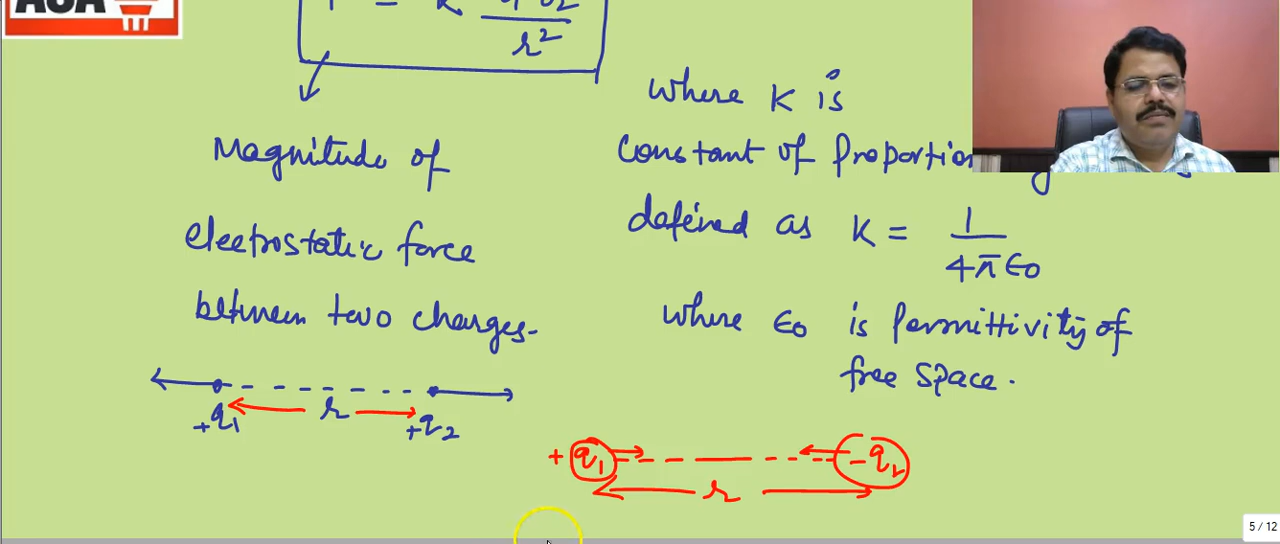 r²
Magnitude of
electrostatic force
between two charges.
+q₁ r +q₂
where K is
constant of
defined as K = 1/4πϵ₀
where ϵ₀ is permittivity of
free space.
+ q₁ -q₂
r
5 / 12